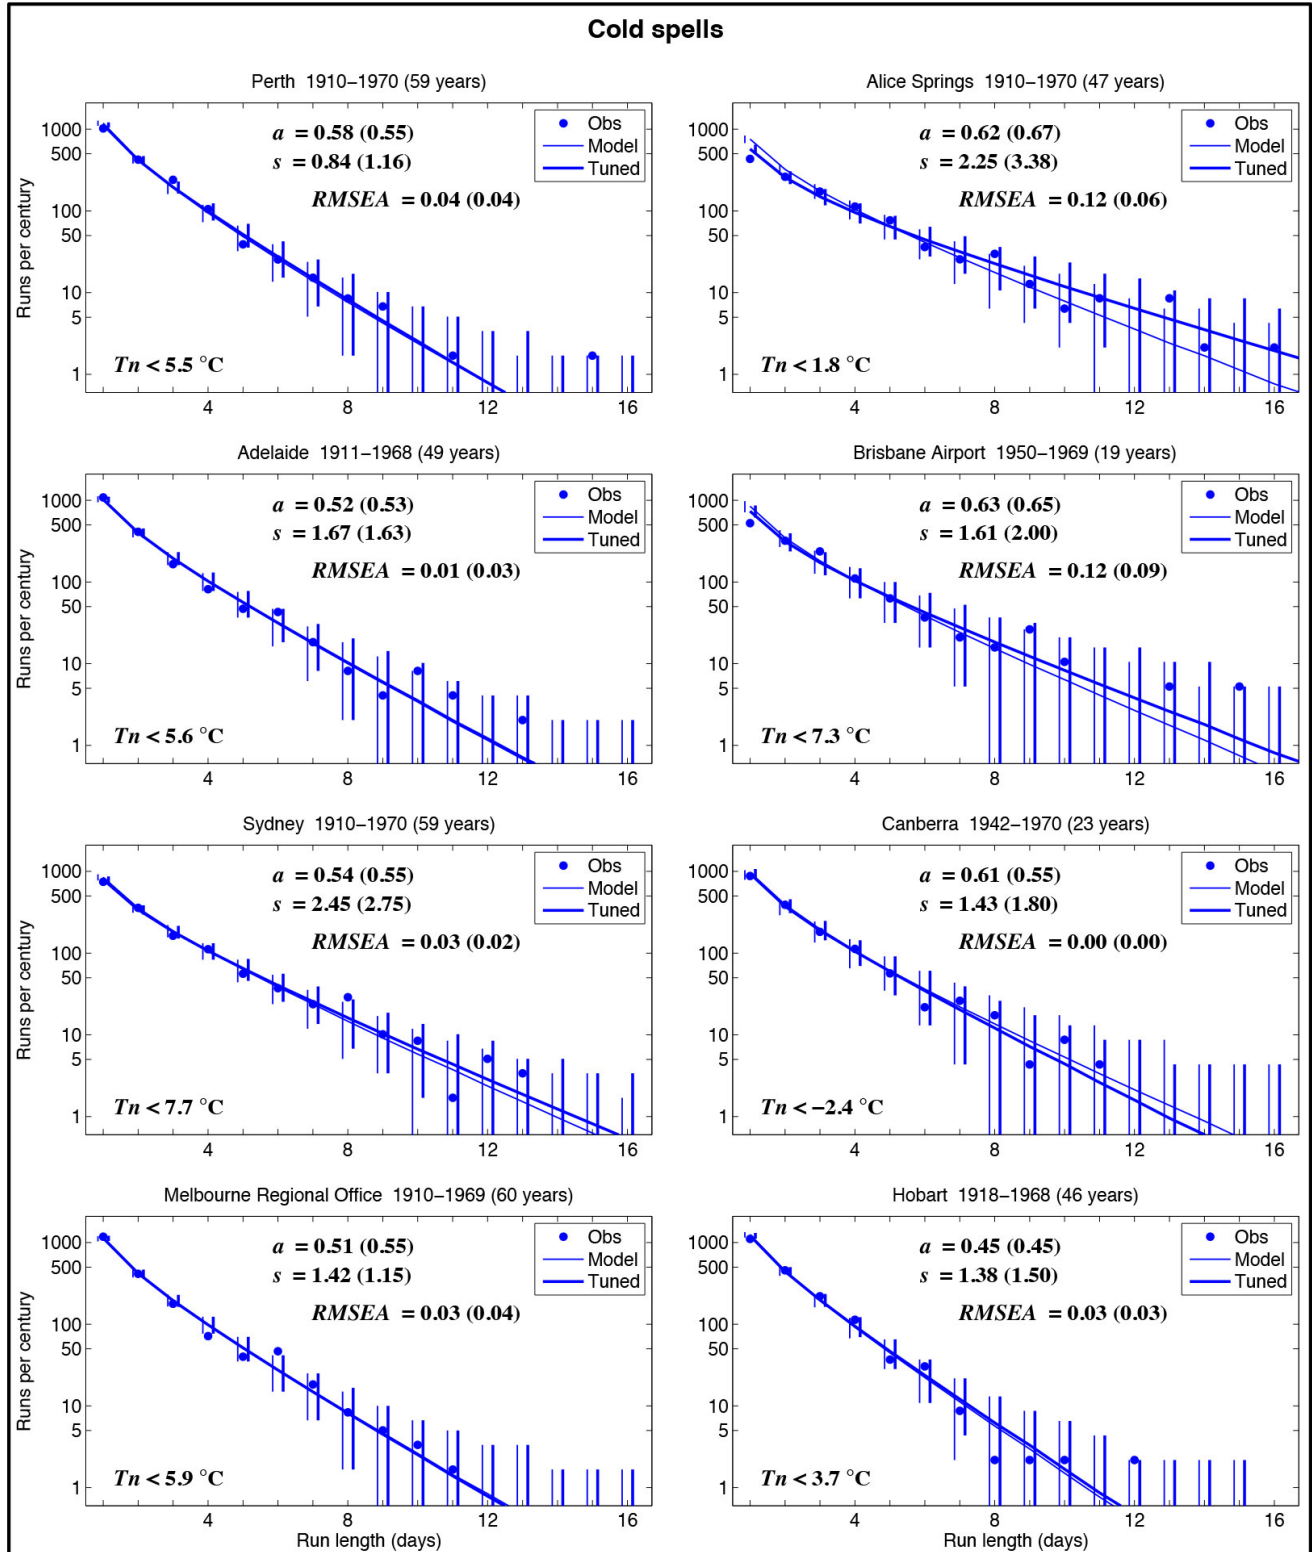 Cold spells
Perth 1910–1970 (59 years)
Runs per century
1000
500
100
50
10
5
1
a = 0.58 (0.55)
s = 0.84 (1.16)
RMSEA = 0.04 (0.04)
Obs
Model
Tuned
Tn < 5.5 °C
4 8 12 16
Alice Springs 1910–1970 (47 years)
1000
500
100
50
10
5
1
a = 0.62 (0.67)
s = 2.25 (3.38)
RMSEA = 0.12 (0.06)
Obs
Model
Tuned
Tn < 1.8 °C
4 8 12 16
Adelaide 1911–1968 (49 years)
Runs per century
1000
500
100
50
10
5
1
a = 0.52 (0.53)
s = 1.67 (1.63)
RMSEA = 0.01 (0.03)
Obs
Model
Tuned
Tn < 5.6 °C
4 8 12 16
Brisbane Airport 1950–1969 (19 years)
1000
500
100
50
10
5
1
a = 0.63 (0.65)
s = 1.61 (2.00)
RMSEA = 0.12 (0.09)
Obs
Model
Tuned
Tn < 7.3 °C
4 8 12 16
Sydney 1910–1970 (59 years)
Runs per century
1000
500
100
50
10
5
1
a = 0.54 (0.55)
s = 2.45 (2.75)
RMSEA = 0.03 (0.02)
Obs
Model
Tuned
Tn < 7.7 °C
4 8 12 16
Canberra 1942–1970 (23 years)
1000
500
100
50
10
5
1
a = 0.61 (0.55)
s = 1.43 (1.80)
RMSEA = 0.00 (0.00)
Obs
Model
Tuned
Tn < −2.4 °C
4 8 12 16
Melbourne Regional Office 1910–1969 (60 years)
Runs per century
1000
500
100
50
10
5
1
a = 0.51 (0.55)
s = 1.42 (1.15)
RMSEA = 0.03 (0.04)
Obs
Model
Tuned
Tn < 5.9 °C
4 8 12 16
Run length (days)
Hobart 1918–1968 (46 years)
1000
500
100
50
10
5
1
a = 0.45 (0.45)
s = 1.38 (1.50)
RMSEA = 0.03 (0.03)
Obs
Model
Tuned
Tn < 3.7 °C
4 8 12 16
Run length (days)